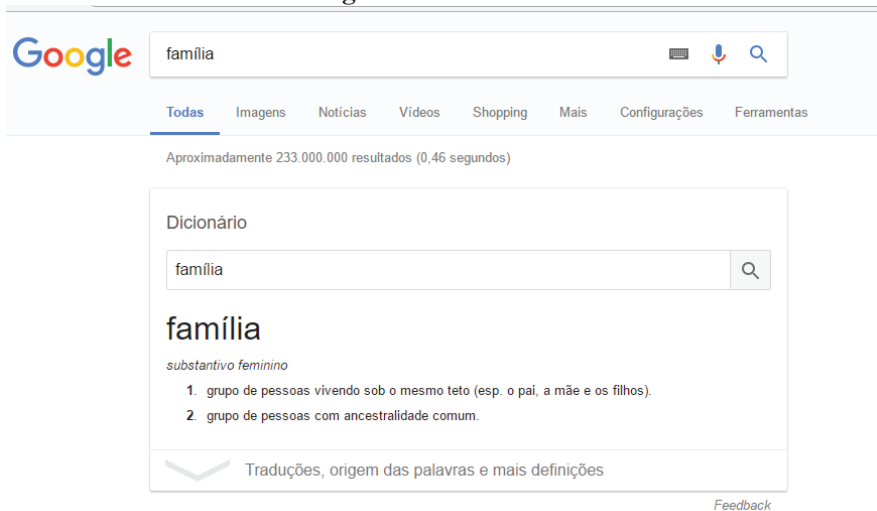 Google família
Todas Imagens Notícias Vídeos Shopping Mais Configurações Ferramentas
Aproximadamente 233.000.000 resultados (0,46 segundos)
Dicionário
família
família
substantivo feminino
1. grupo de pessoas vivendo sob o mesmo teto (esp. o pai, a mãe e os filhos).
2. grupo de pessoas com ancestralidade comum.
Traduções, origem das palavras e mais definições
Feedback